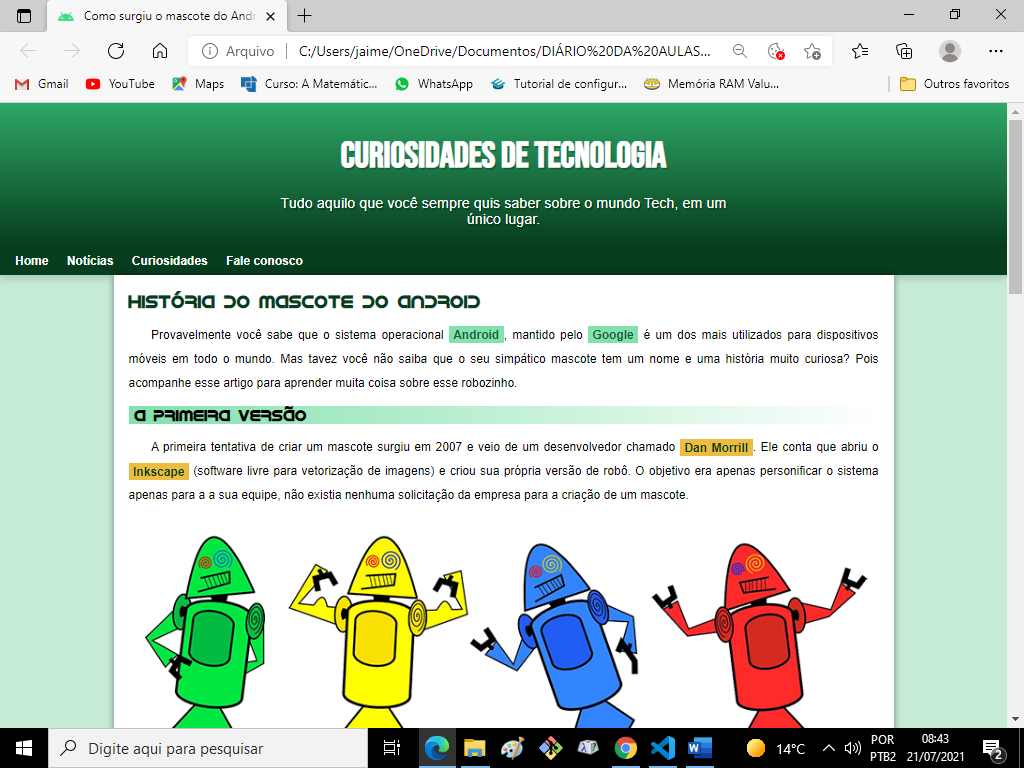 Como surgiu o mascote do Andr
Arquivo
C:/Users/jaime/OneDrive/Documentos/DIÁRIO%20DA%20AULAS...
Gmail YouTube Maps Curso: A Matemátic... WhatsApp Tutorial de configur... Memória RAM Valu... Outros favoritos
CURIOSIDADES DE TECNOLOGIA
Tudo aquilo que você sempre quis saber sobre o mundo Tech, em um
único lugar.
Home Notícias Curiosidades Fale conosco
HISTÓRIA DO MASCOTE DO ANDROID
Provavelmente você sabe que o sistema operacional Android, mantido pelo Google é um dos mais utilizados para dispositivos
móveis em todo o mundo. Mas tavez você não saiba que o seu simpático mascote tem um nome e uma história muito curiosa? Pois
acompanhe esse artigo para aprender muita coisa sobre esse robozinho.
A PRIMEIRA VERSÃO
A primeira tentativa de criar um mascote surgiu em 2007 e veio de um desenvolvedor chamado Dan Morrill. Ele conta que abriu o
Inkscape (software livre para vetorização de imagens) e criou sua própria versão de robô. O objetivo era apenas personificar o sistema
apenas para a a sua equipe, não existia nenhuma solicitação da empresa para a criação de um mascote.
Digite aqui para pesquisar
14°C
POR
PTB2
08:43
21/07/2021
2